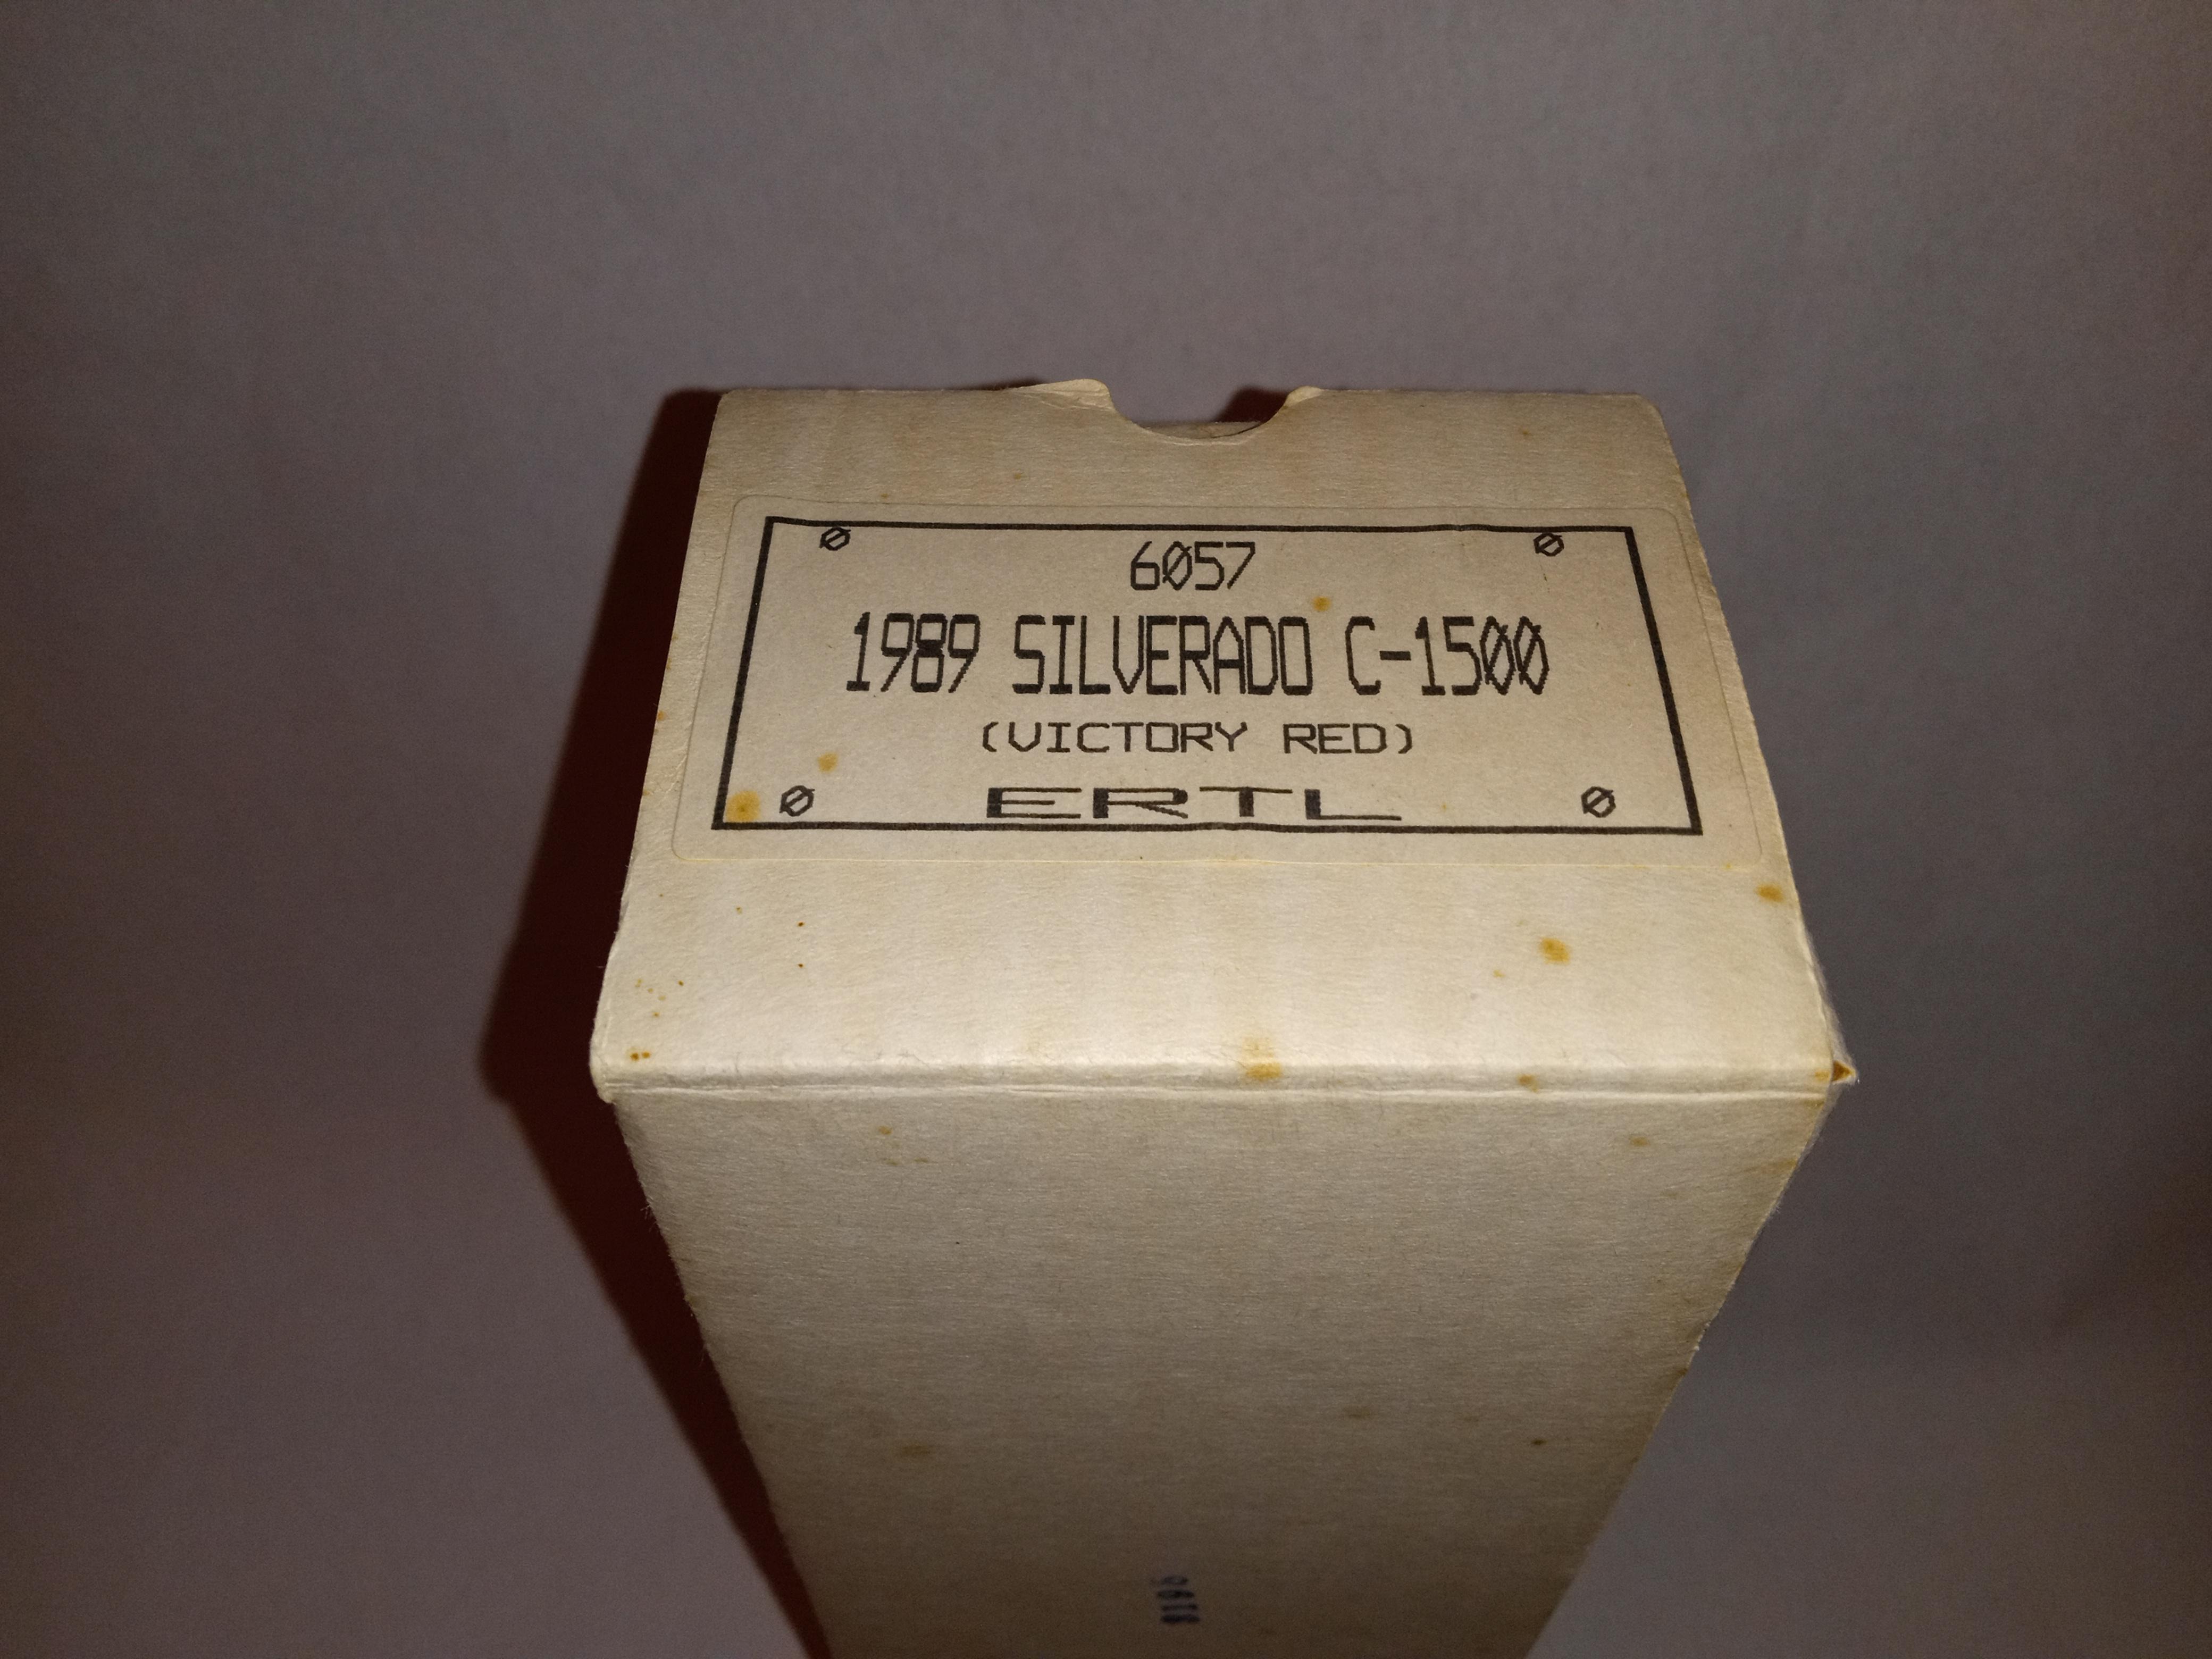 6057
1989 SILVERADO C-1500
(VICTORY RED)
ERTL